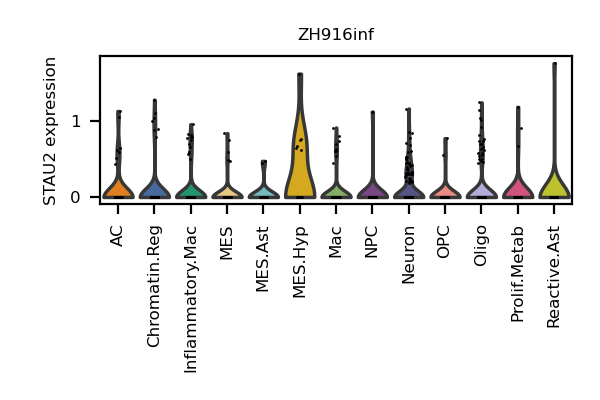 ZH916inf
STAU2 expression
1
0
AC
Chromatin.Reg
Inflammatory.Mac
MES
MES.Ast
MES.Hyp
Mac
NPC
Neuron
OPC
Oligo
Prolif.Metab
Reactive.Ast